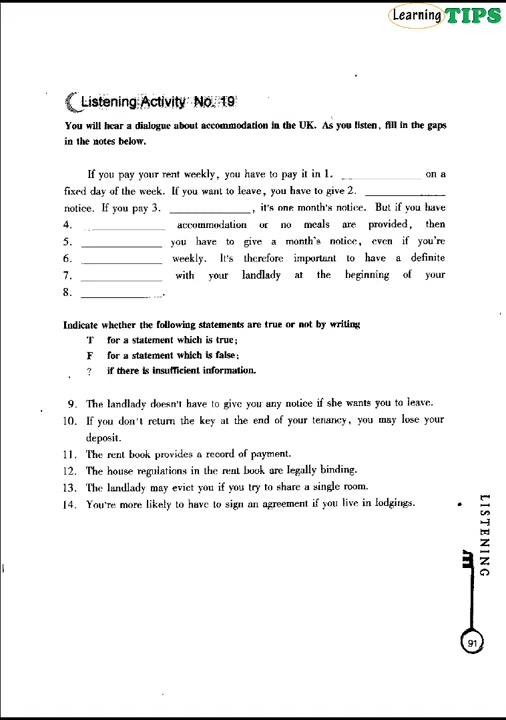 Learning TIPS
Listening Activity No. 19
You will hear a dialogue about accommodation in the UK. As you listen, fill in the gaps
in the notes below.
If you pay your rent weekly, you have to pay it in 1. ____________ on a
fixed day of the week. If you want to leave, you have to give 2. ____________
notice. If you pay 3. ____________, it's one month's notice. But if you have
4. ____________ accommodation or no meals are provided, then
5. ____________ you have to give a month's notice, even if you're
6. ____________ weekly. It's therefore important to have a definite
7. ____________ with your landlady at the beginning of your
8. ____________.
Indicate whether the following statements are true or not by writing
T for a statement which is true;
F for a statement which is false;
? if there is insufficient information.
9. The landlady doesn't have to give you any notice if she wants you to leave.
10. If you don't return the key at the end of your tenancy, you may lose your
deposit.
11. The rent book provides a record of payment.
12. The house regulations in the rent book are legally binding.
13. The landlady may evict you if you try to share a single room.
14. You're more likely to have to sign an agreement if you live in lodgings.
LISTENING
91